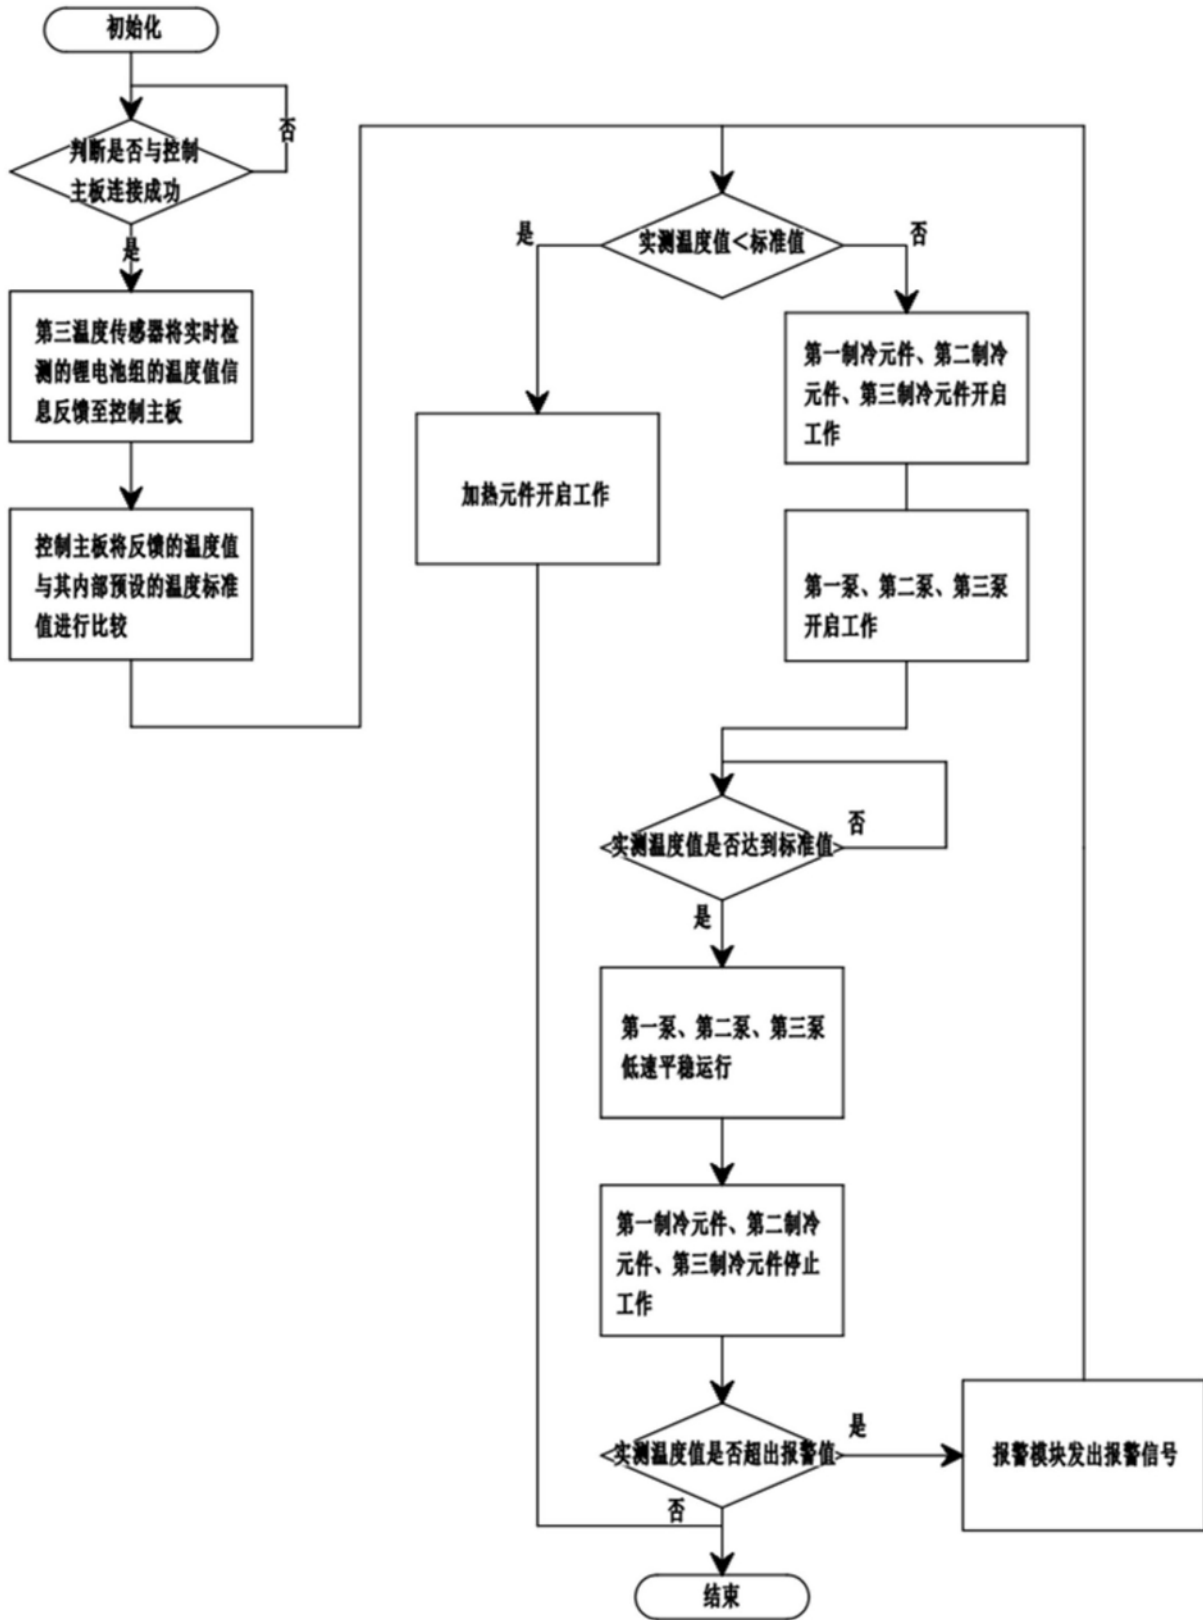 初始化
否
判断是否与控制
主板连接成功
是
第三温度传感器将实时检
测的锂电池组的温度值信
息反馈至控制主板
控制主板将反馈的温度值
与其内部预设的温度标准
值进行比较
实测温度值＜标准值
是
否
加热元件开启工作
第一制冷元件、第二制冷
元件、第三制冷元件开启
工作
第一泵、第二泵、第三泵
开启工作
实测温度值是否达到标准值
否
是
第一泵、第二泵、第三泵
低速平稳运行
第一制冷元件、第二制冷
元件、第三制冷元件停止
工作
实测温度值是否超出报警值
是
报警模块发出报警信号
否
结束